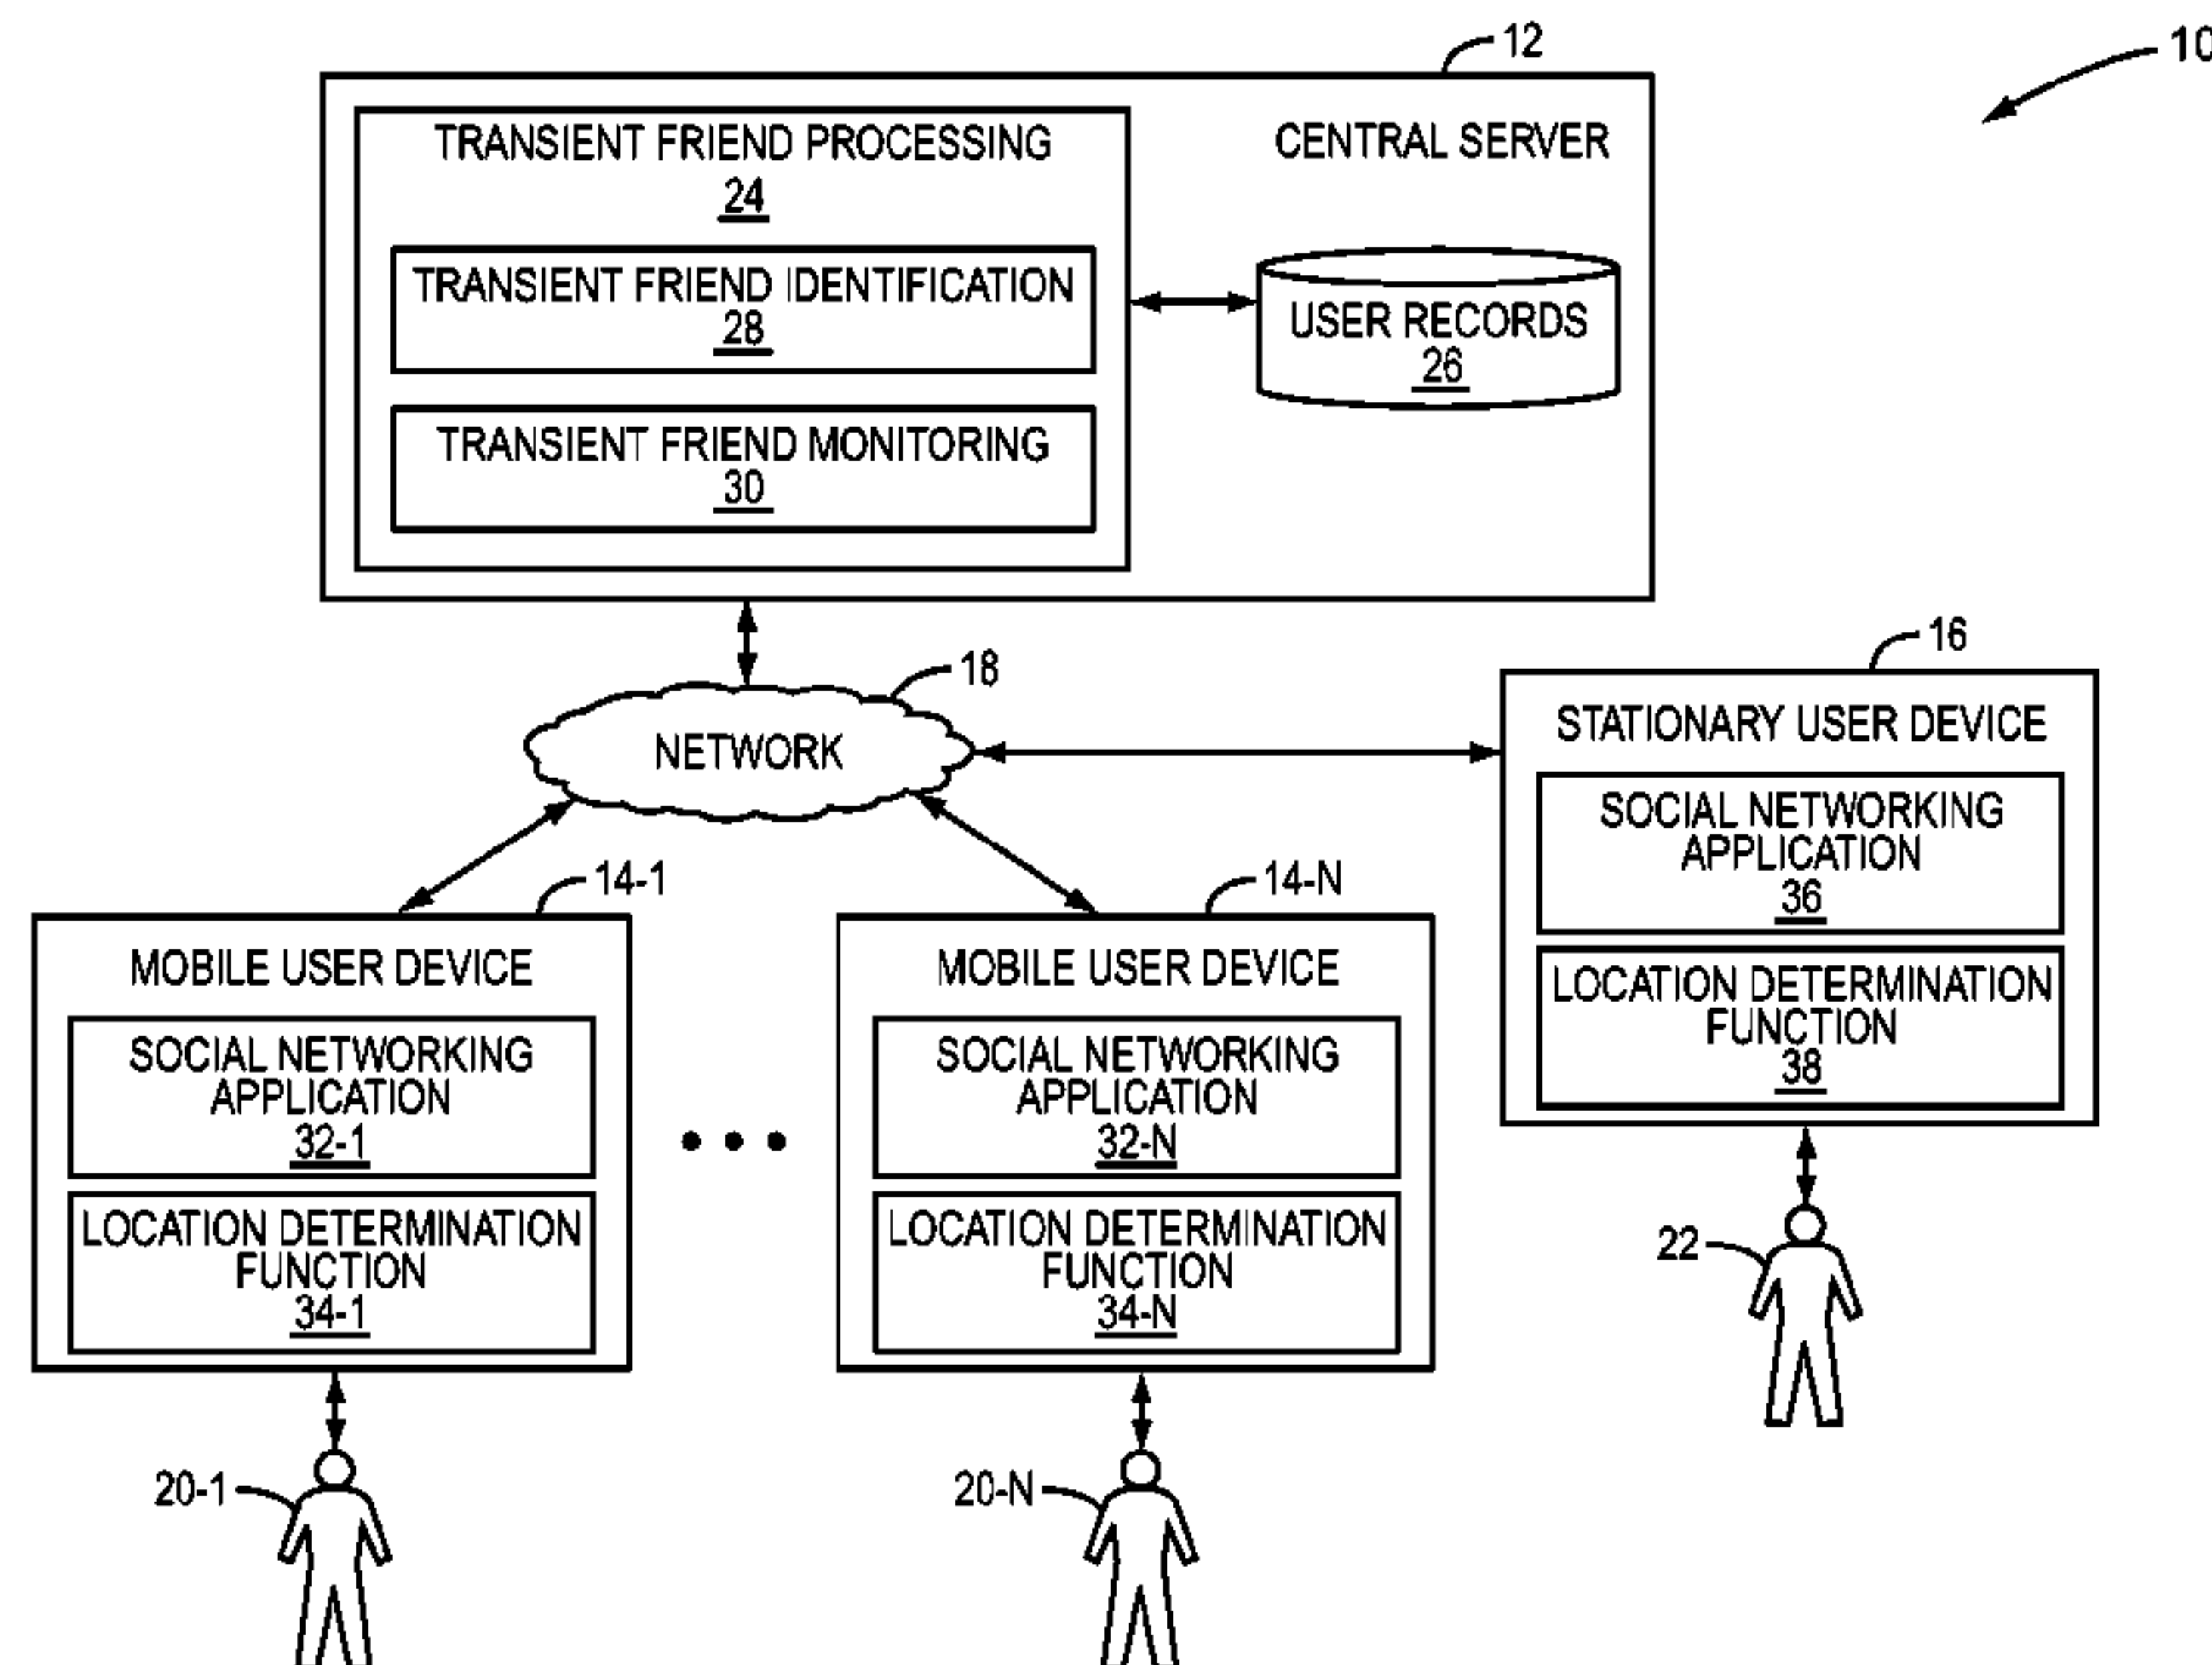 12
10
TRANSIENT FRIEND PROCESSING
24
CENTRAL SERVER
TRANSIENT FRIEND IDENTIFICATION
28
USER RECORDS
26
TRANSIENT FRIEND MONITORING
30
18
NETWORK
16
STATIONARY USER DEVICE
SOCIAL NETWORKING
APPLICATION
36
LOCATION DETERMINATION
FUNCTION
38
22
14-1
MOBILE USER DEVICE
SOCIAL NETWORKING
APPLICATION
32-1
LOCATION DETERMINATION
FUNCTION
34-1
20-1
14-N
MOBILE USER DEVICE
SOCIAL NETWORKING
APPLICATION
32-N
LOCATION DETERMINATION
FUNCTION
34-N
20-N